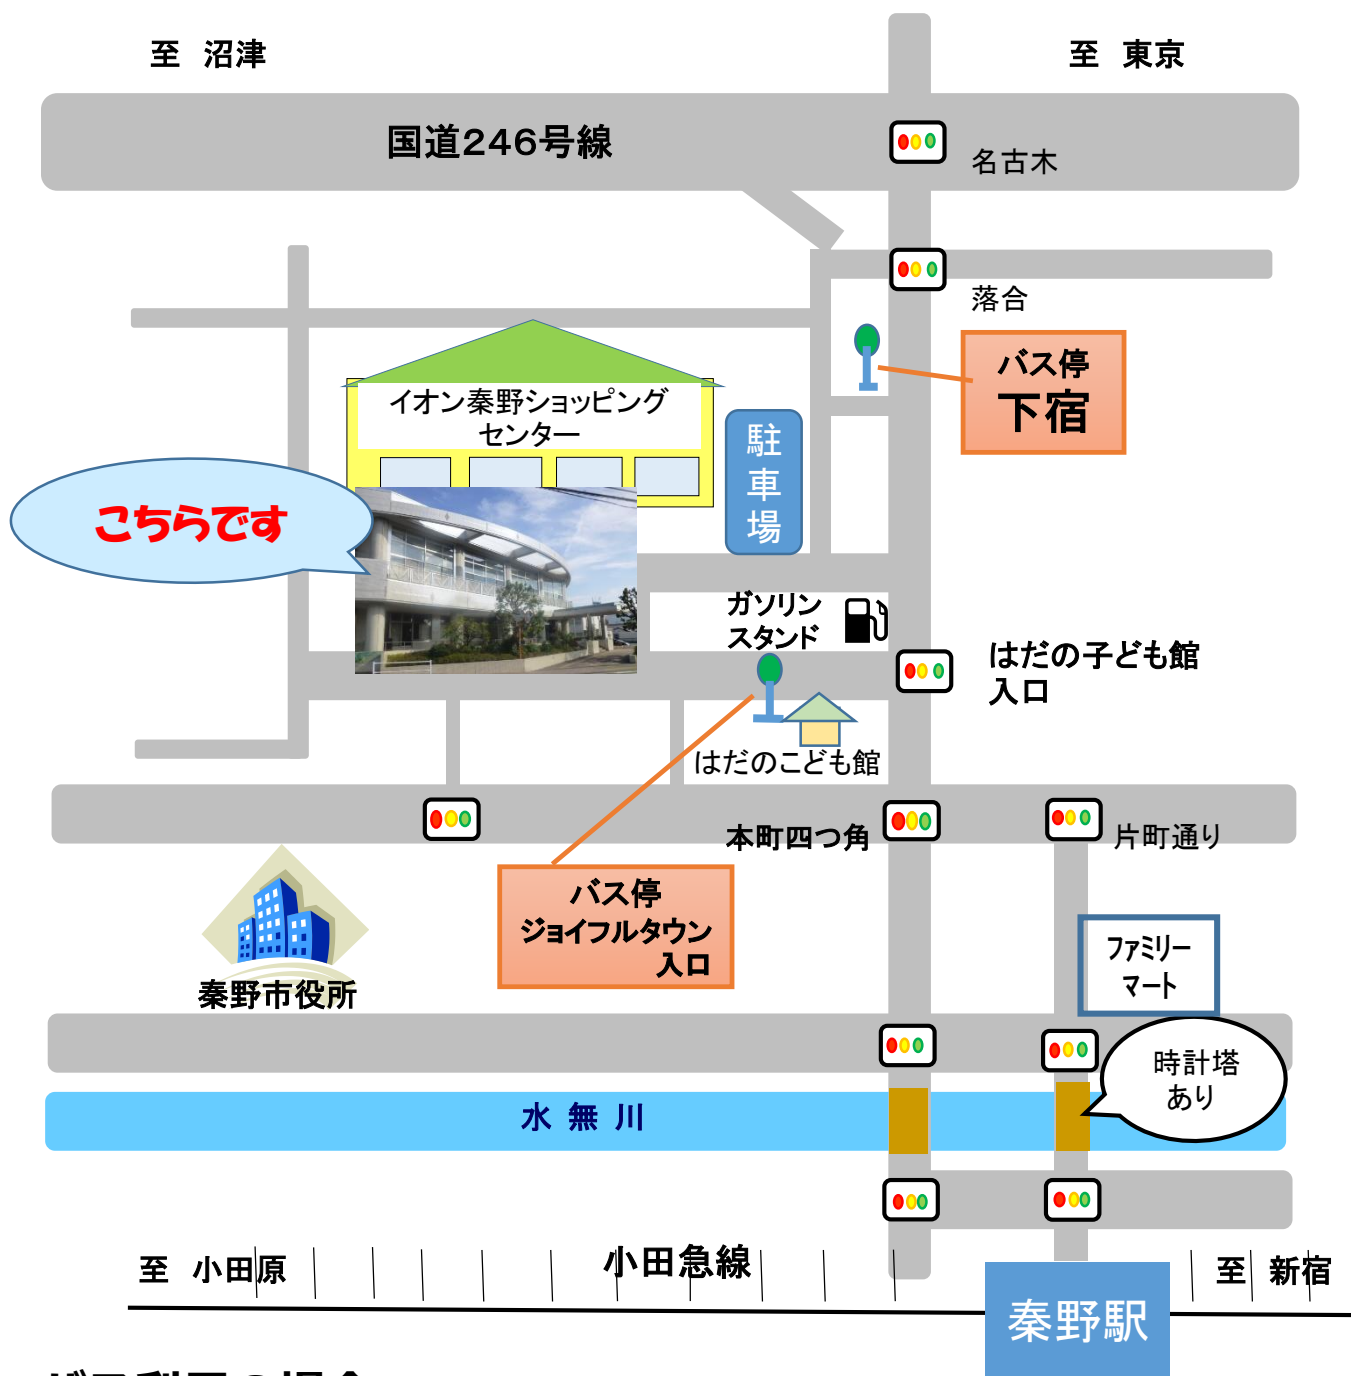 至 沼津
至 東京
国道246号線
名古木
落合
バス停
下宿
イオン秦野ショッピング
センター
駐
車
場
こちらです
ガソリン
スタンド
はだの子ども館
入口
はだのこども館
本町四つ角
片町通り
バス停
ジョイフルタウン
入口
ファミリー
マート
秦野市役所
時計塔
あり
水 無 川
至 小田原
小田急線
至 新宿
秦野駅